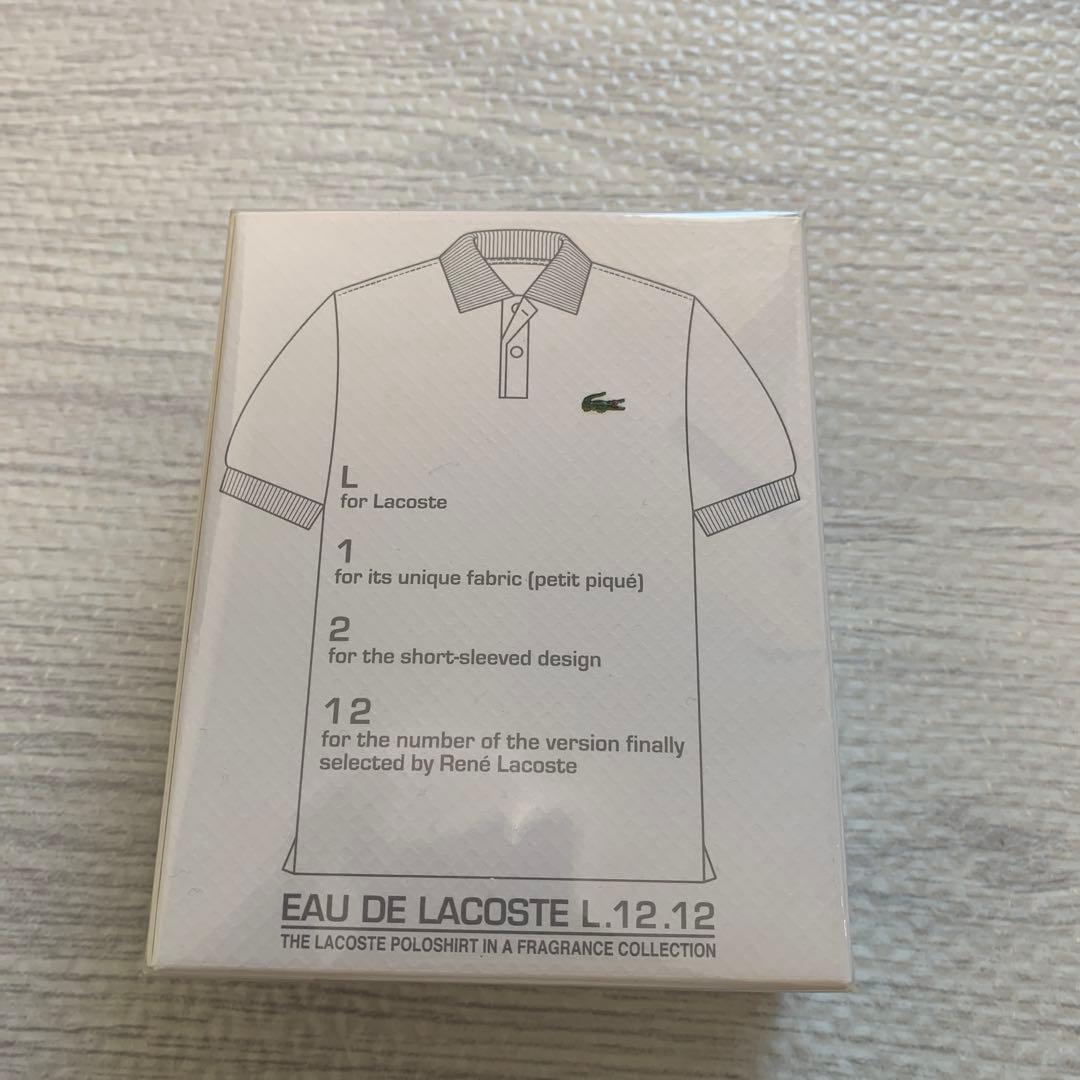 L
for Lacoste
1
for its unique fabric (petit piqué)
2
for the short-sleeved design
12
for the number of the version finally
selected by René Lacoste
EAU DE LACOSTE L.12.12
THE LACOSTE POLOSHIRT IN A FRAGRANCE COLLECTION